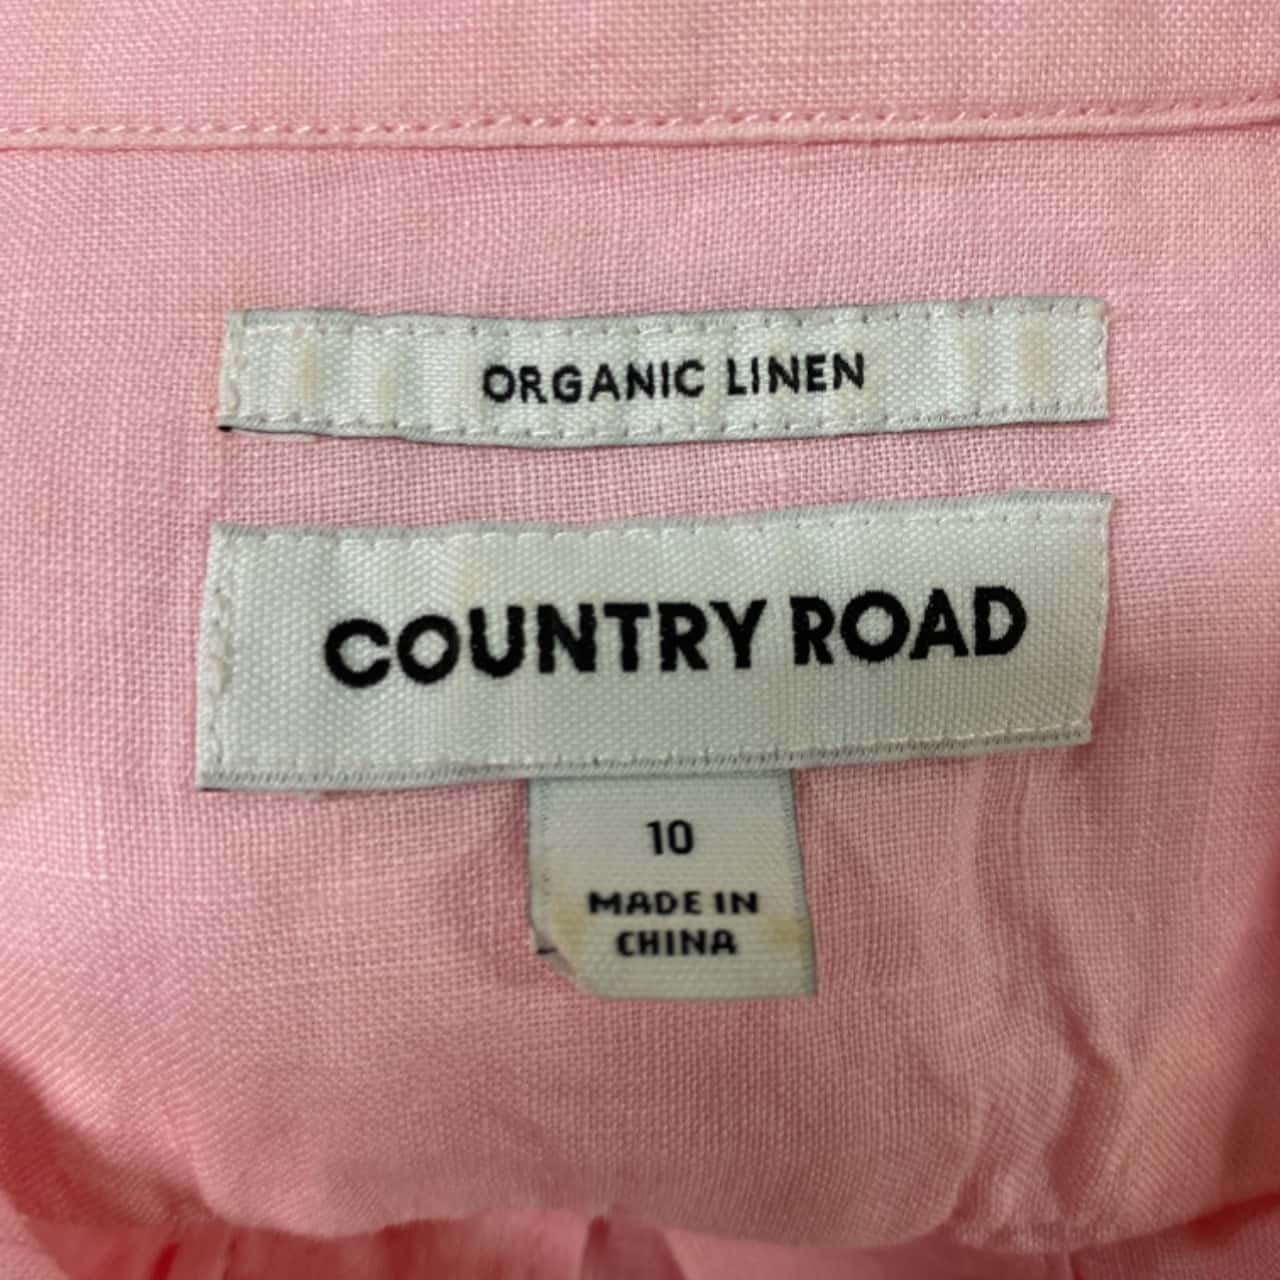 ORGANIC LINEN
COUNTRY ROAD
10
MADE IN
CHINA